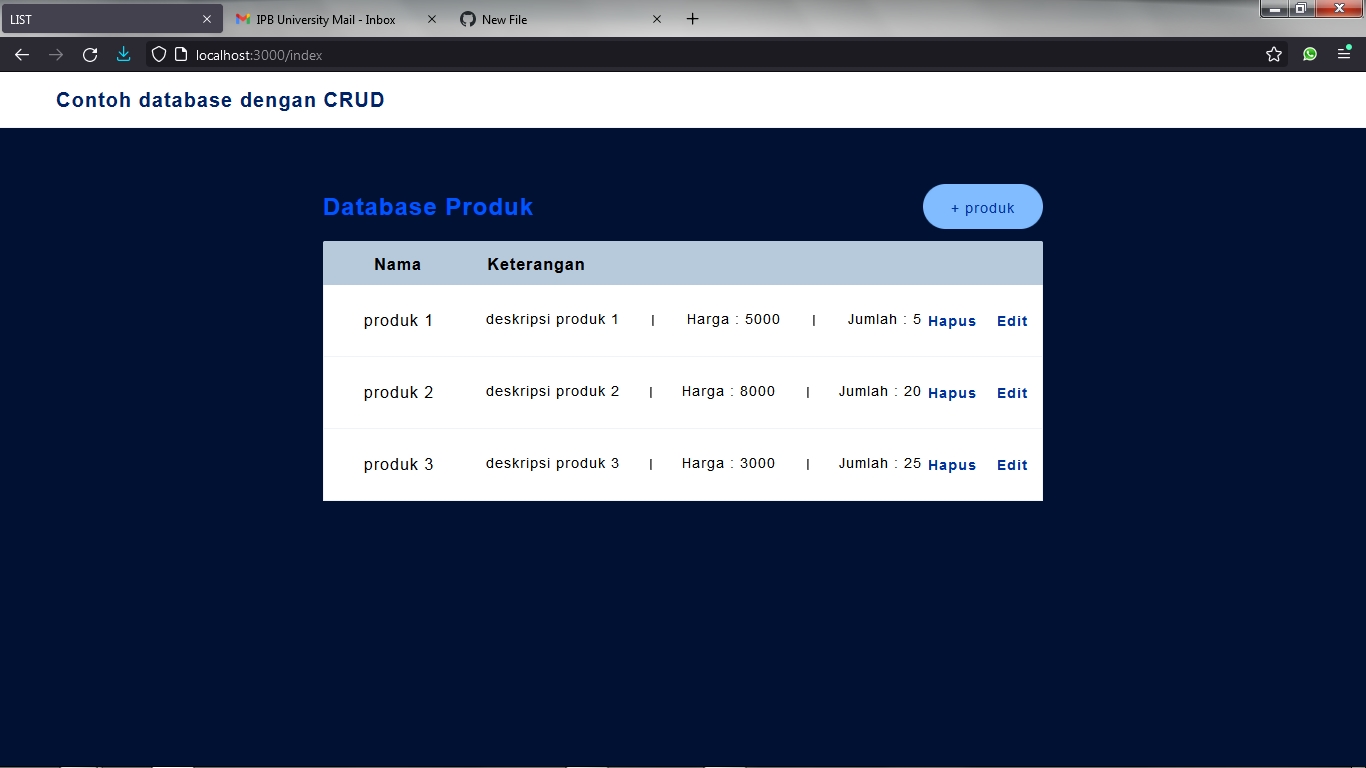 LIST IPB University Mail - Inbox New File
localhost:3000/index
Contoh database dengan CRUD
Database Produk + produk
Nama Keterangan
produk 1 deskripsi produk 1 | Harga : 5000 | Jumlah : 5 Hapus Edit
produk 2 deskripsi produk 2 | Harga : 8000 | Jumlah : 20 Hapus Edit
produk 3 deskripsi produk 3 | Harga : 3000 | Jumlah : 25 Hapus Edit